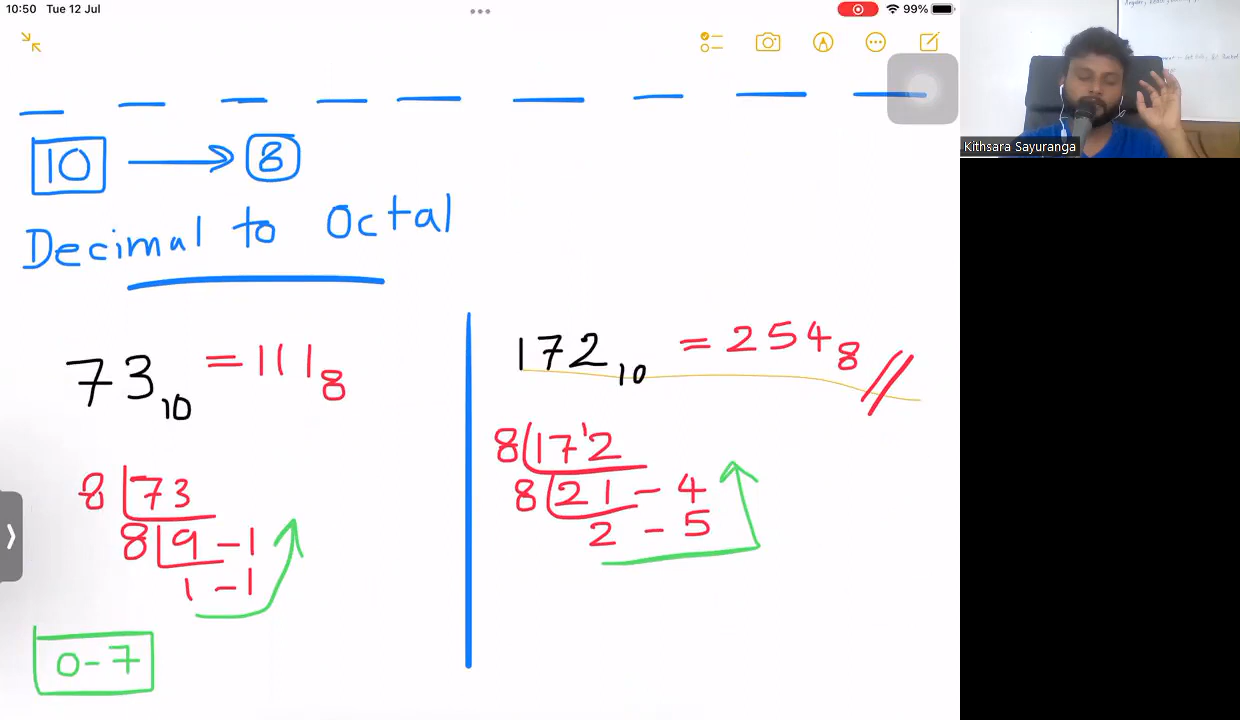 10:50 Tue 12 Jul
99%
10 → 8
Decimal to Octal
73₁₀ = 111₈
8 73
8 9 - 1
1 - 1
0 - 7
172₁₀ = 254₈ //
8 17¹2
8 21 - 4
2 - 5
Kithsara Sayuranga